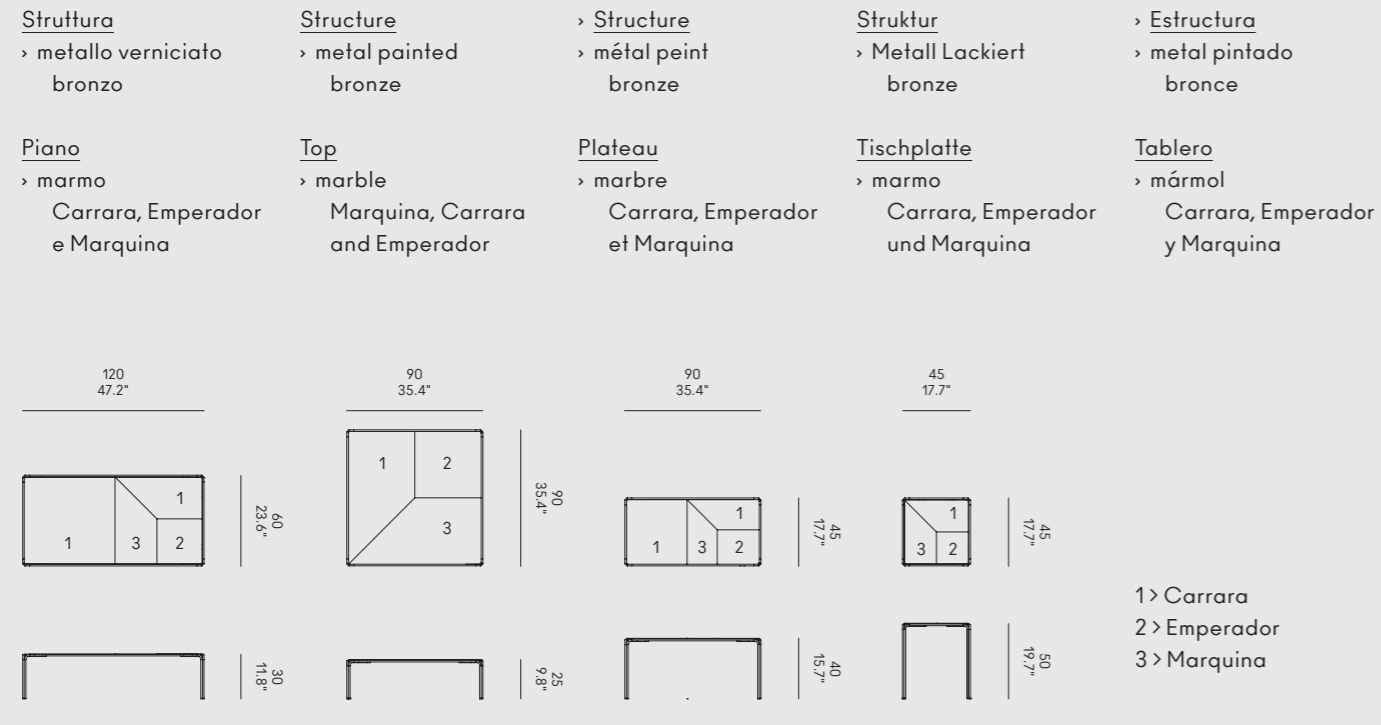 Struttura
› metallo verniciato
bronzo
Piano
› marmo
Carrara, Emperador
e Marquina
Structure
› metal painted
bronze
Top
› marble
Marquina, Carrara
and Emperador
› Structure
› métal peint
bronze
Plateau
› marbre
Carrara, Emperador
et Marquina
Struktur
› Metall Lackiert
bronze
Tischplatte
› marmo
Carrara, Emperador
und Marquina
› Estructura
› metal pintado
bronce
Tablero
› mármol
Carrara, Emperador
y Marquina
120
47.2"
1
1
3
2
60
23.6"
30
11.8"
90
35.4"
1
2
3
90
35.4"
25
9.8"
90
35.4"
1
1
3
2
45
17.7"
40
15.7"
45
17.7"
1
3
2
45
17.7"
50
19.7"
1 > Carrara
2 > Emperador
3 > Marquina